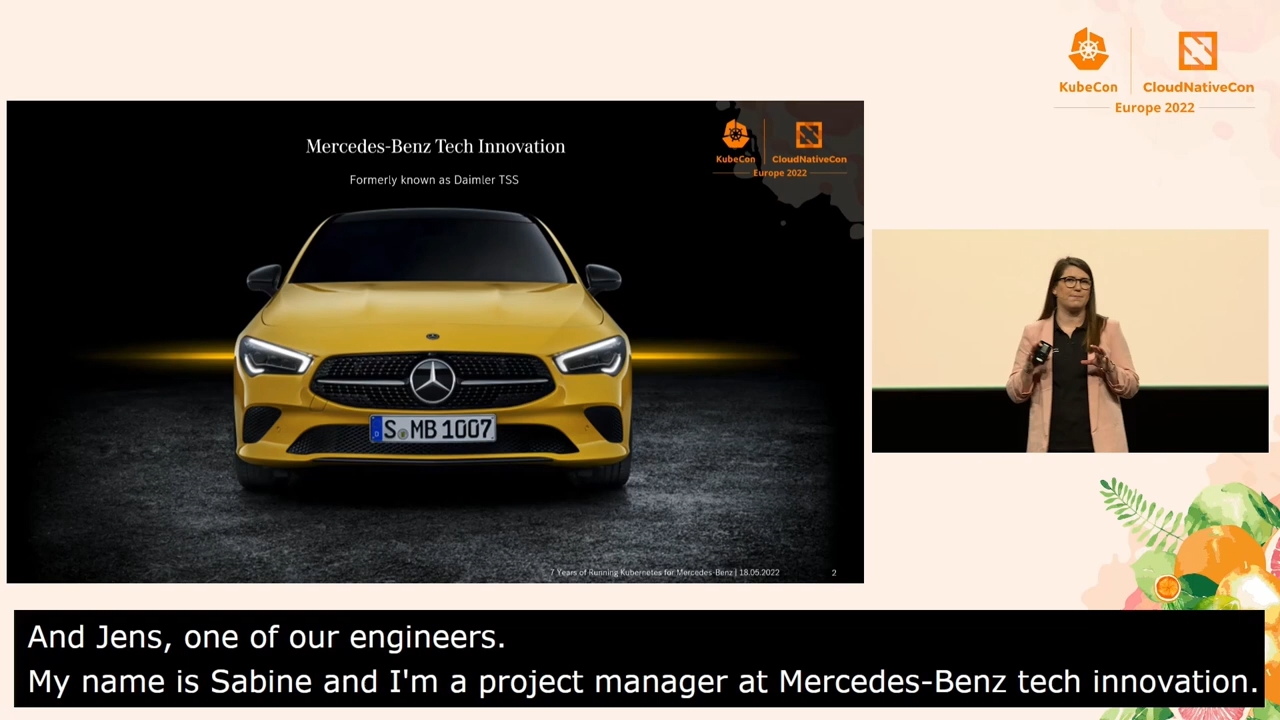 KubeCon
CloudNativeCon
Europe 2022
Mercedes-Benz Tech Innovation
Formerly known as Daimler TSS
KubeCon
CloudNativeCon
Europe 2022
S MB 1007
7 Years of Running Kubernetes for Mercedes-Benz | 18.05.2022
2
And Jens, one of our engineers.
My name is Sabine and I'm a project manager at Mercedes-Benz tech innovation.